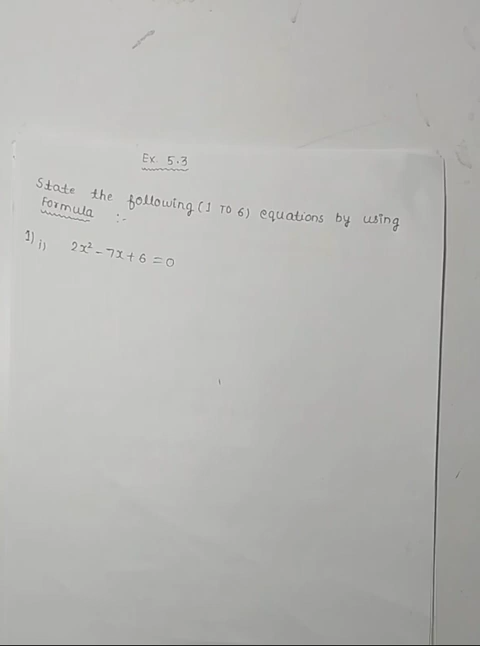 Ex 5.3
State the following (1 TO 6) equations by using
Formula :-
1) i) 2x² - 7x + 6 = 0